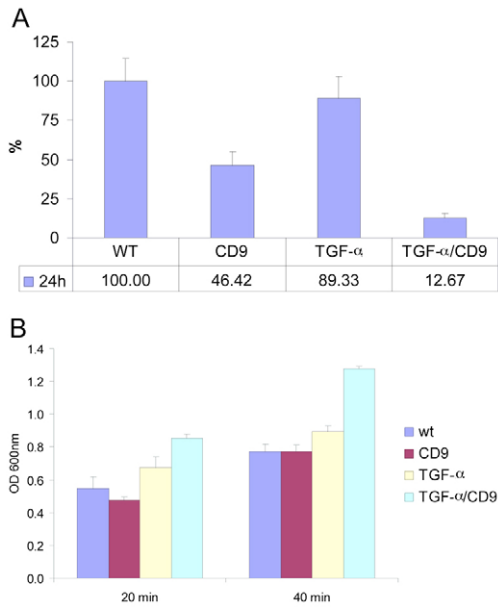 A
125
100
75
50
25
0
%
WT CD9 TGF-α TGF-α/CD9
24h 100.00 46.42 89.33 12.67
B
1.4
1.2
1.0
0.8
0.6
0.4
0.2
0.0
OD 600nm
20 min 40 min
wt
CD9
TGF-α
TGF-α/CD9